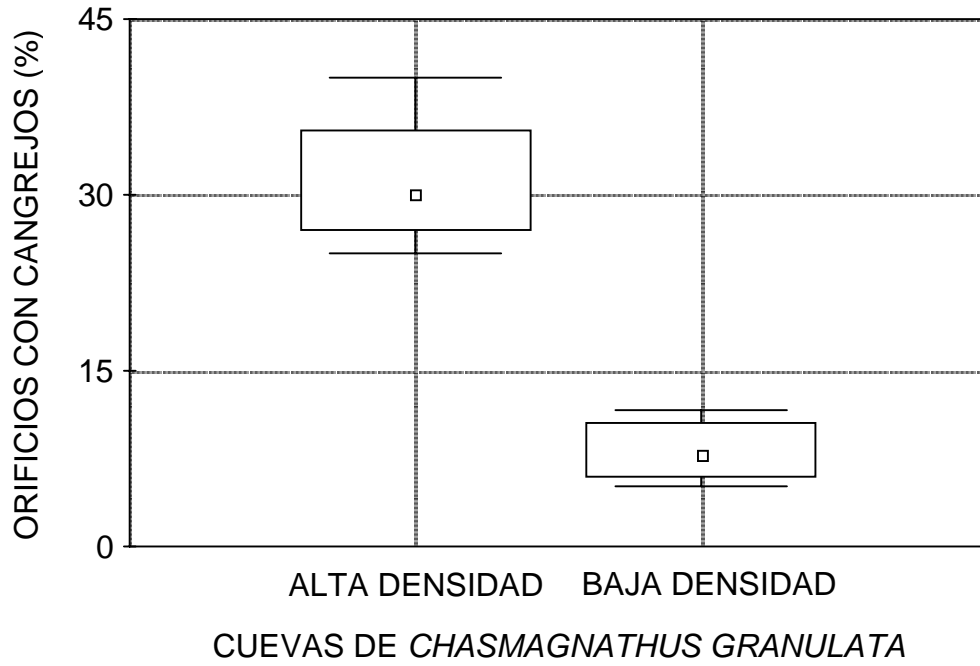 ORIFICIOS CON CANGREJOS (%)
45
30
15
0
ALTA DENSIDAD
BAJA DENSIDAD
CUEVAS DE CHASMAGNATHUS GRANULATA